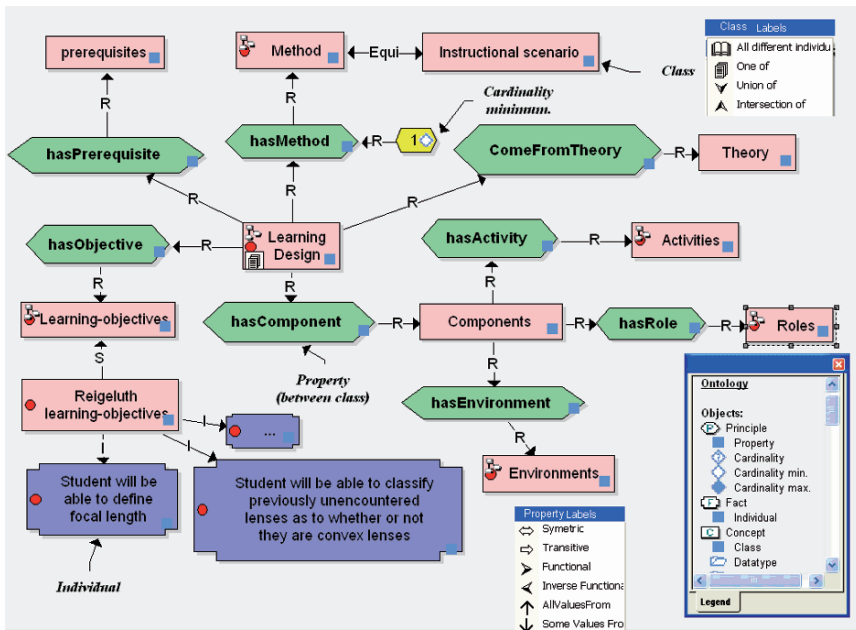 prerequisites
Method
Equi
Instructional scenario
Class
Class Labels
All different individu
One of
Union of
Intersection of
R
R
Cardinality
minimum.
hasPrerequisite
hasMethod
R
1
ComeFromTheory
R
Theory
R
R
R
hasObjective
R
Learning
Design
hasActivity
R
Activities
R
R
R
Learning-objectives
hasComponent
R
Components
R
hasRole
R
Roles
S
Property
(between class)
R
Reigeluth
learning-objectives
I
...
hasEnvironment
I
I
R
Student will be
able to define
focal length
Student will be able to classify
previously unencountered
lenses as to whether or not
they are convex lenses
Environments
Individual
Property Labels
Symetric
Transitive
Functional
Inverse Functiona
AllValuesFrom
Some Values Fro
Ontology
Objects:
P Principle
Property
Cardinality
Cardinality min.
Cardinality max.
F Fact
Individual
C Concept
Class
Datatype
Legend